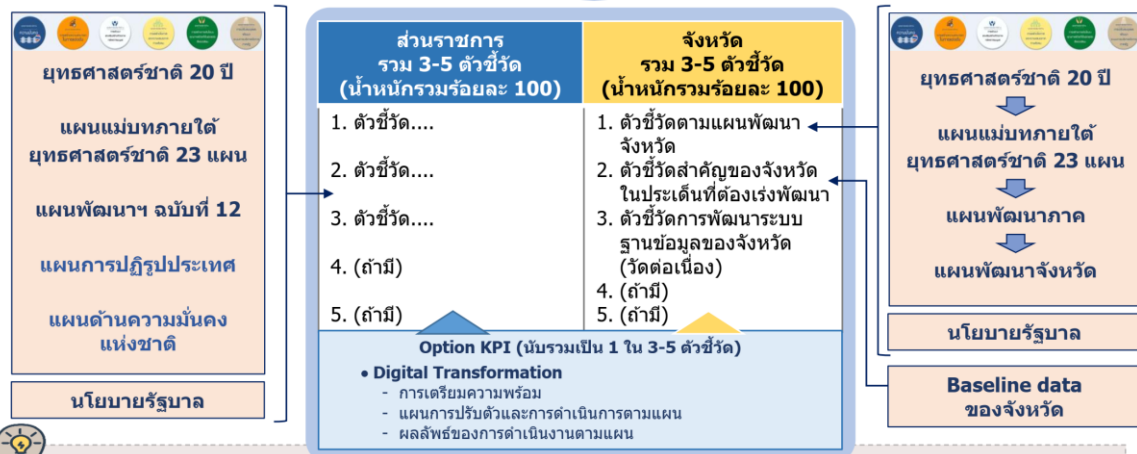 ยุทธศาสตร์ชาติ 20 ปี
แผนแม่บทภายใต้
ยุทธศาสตร์ชาติ 23 แผน
แผนพัฒนาฯ ฉบับที่ 12
แผนการปฏิรูปประเทศ
แผนด้านความมั่นคง
แห่งชาติ
นโยบายรัฐบาล
ส่วนราชการ
รวม 3-5 ตัวชี้วัด
(น้ำหนักรวมร้อยละ 100)
1. ตัวชี้วัด....
2. ตัวชี้วัด....
3. ตัวชี้วัด....
4. (ถ้ามี)
5. (ถ้ามี)
จังหวัด
รวม 3-5 ตัวชี้วัด
(น้ำหนักรวมร้อยละ 100)
1. ตัวชี้วัดตามแผนพัฒนา
จังหวัด
2. ตัวชี้วัดสำคัญของจังหวัด
ในประเด็นที่ต้องเร่งพัฒนา
3. ตัวชี้วัดการพัฒนาระบบ
ฐานข้อมูลของจังหวัด
(วัดต่อเนื่อง)
4. (ถ้ามี)
5. (ถ้ามี)
Option KPI (นับรวมเป็น 1 ใน 3-5 ตัวชี้วัด)
• Digital Transformation
- การเตรียมความพร้อม
- แผนการปรับตัวและการดำเนินการตามแผน
- ผลลัพธ์ของการดำเนินงานตามแผน
ยุทธศาสตร์ชาติ 20 ปี
แผนแม่บทภายใต้
ยุทธศาสตร์ชาติ 23 แผน
แผนพัฒนาภาค
แผนพัฒนาจังหวัด
นโยบายรัฐบาล
Baseline data
ของจังหวัด